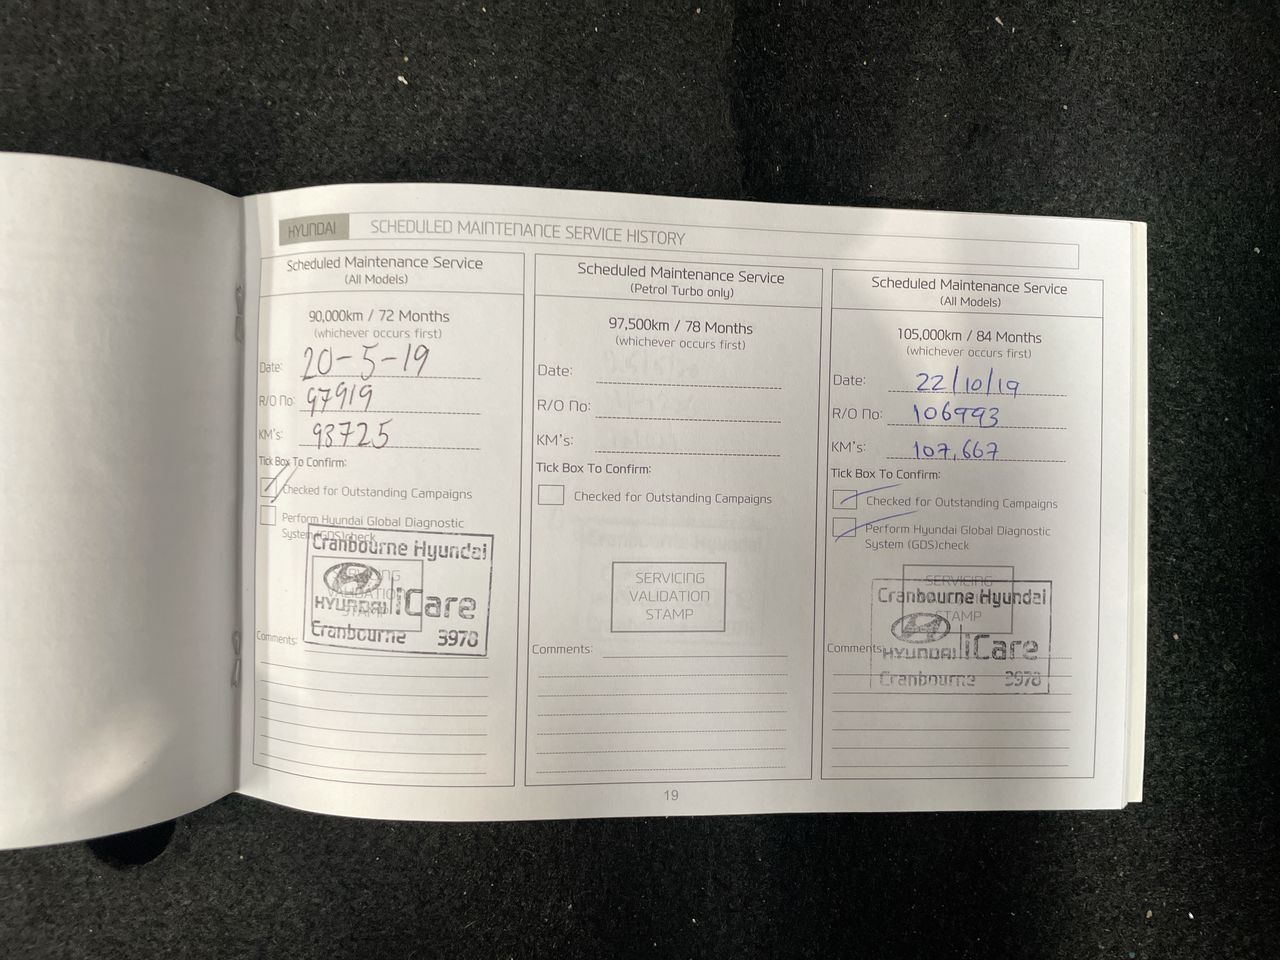 HYUNDAI SCHEDULED MAINTENANCE SERVICE HISTORY
Scheduled Maintenance Service
(All Models)
90,000km / 72 Months
(whichever occurs first)
Date: 20-5-19
R/O No: 97919
KM's: 93725
Tick Box To Confirm:
Checked for Outstanding Campaigns
Perform Hyundai Global Diagnostic
System (GDS)check
Cranbourne Hyundai
HYUNDAI iCare
Cranbourne 3978
Comments:
Scheduled Maintenance Service
(Petrol Turbo only)
97,500km / 78 Months
(whichever occurs first)
Date:
R/O No:
KM's:
Tick Box To Confirm:
Checked for Outstanding Campaigns
SERVICING
VALIDATION
STAMP
Comments:
Scheduled Maintenance Service
(All Models)
105,000km / 84 Months
(whichever occurs first)
Date: 22/10/19
R/O No: 106993
KM's: 107,667
Tick Box To Confirm:
Checked for Outstanding Campaigns
Perform Hyundai Global Diagnostic
System (GDS)check
SERVICING
STAMP
Cranbourne Hyundai
HYUNDAI iCare
Cranbourne 3978
Comments:
19